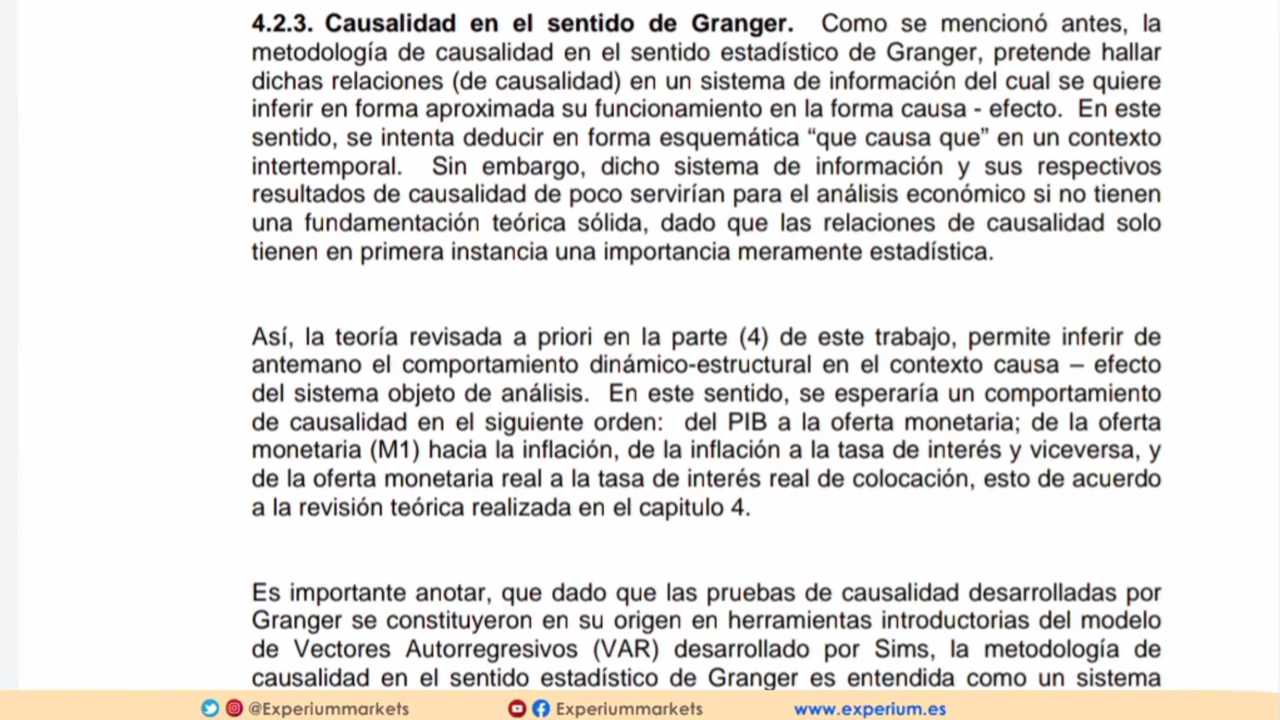 4.2.3. Causalidad en el sentido de Granger. Como se mencionó antes, la
metodología de causalidad en el sentido estadístico de Granger, pretende hallar
dichas relaciones (de causalidad) en un sistema de información del cual se quiere
inferir en forma aproximada su funcionamiento en la forma causa - efecto. En este
sentido, se intenta deducir en forma esquemática “que causa que” en un contexto
intertemporal. Sin embargo, dicho sistema de información y sus respectivos
resultados de causalidad de poco servirían para el análisis económico si no tienen
una fundamentación teórica sólida, dado que las relaciones de causalidad solo
tienen en primera instancia una importancia meramente estadística.
Así, la teoría revisada a priori en la parte (4) de este trabajo, permite inferir de
antemano el comportamiento dinámico-estructural en el contexto causa – efecto
del sistema objeto de análisis. En este sentido, se esperaría un comportamiento
de causalidad en el siguiente orden: del PIB a la oferta monetaria; de la oferta
monetaria (M1) hacia la inflación, de la inflación a la tasa de interés y viceversa, y
de la oferta monetaria real a la tasa de interés real de colocación, esto de acuerdo
a la revisión teórica realizada en el capitulo 4.
Es importante anotar, que dado que las pruebas de causalidad desarrolladas por
Granger se constituyeron en su origen en herramientas introductorias del modelo
de Vectores Autorregresivos (VAR) desarrollado por Sims, la metodología de
causalidad en el sentido estadístico de Granger es entendida como un sistema
@Experiummarkets Experiummarkets www.experium.es